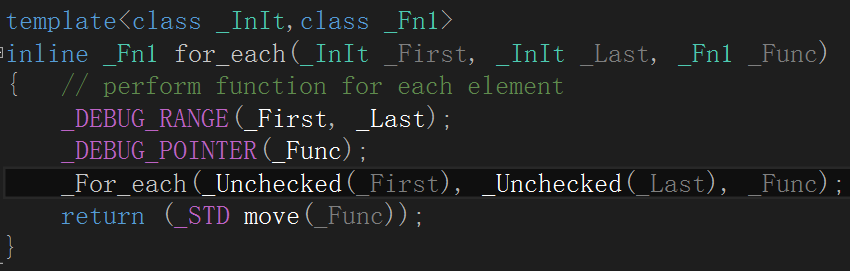 template<class _InIt,class _Fn1>
inline _Fn1 for_each(_InIt _First, _InIt _Last, _Fn1 _Func)
{ // perform function for each element
_DEBUG_RANGE(_First, _Last);
_DEBUG_POINTER(_Func);
_For_each(_Unchecked(_First), _Unchecked(_Last), _Func);
return (_STD move(_Func));
}